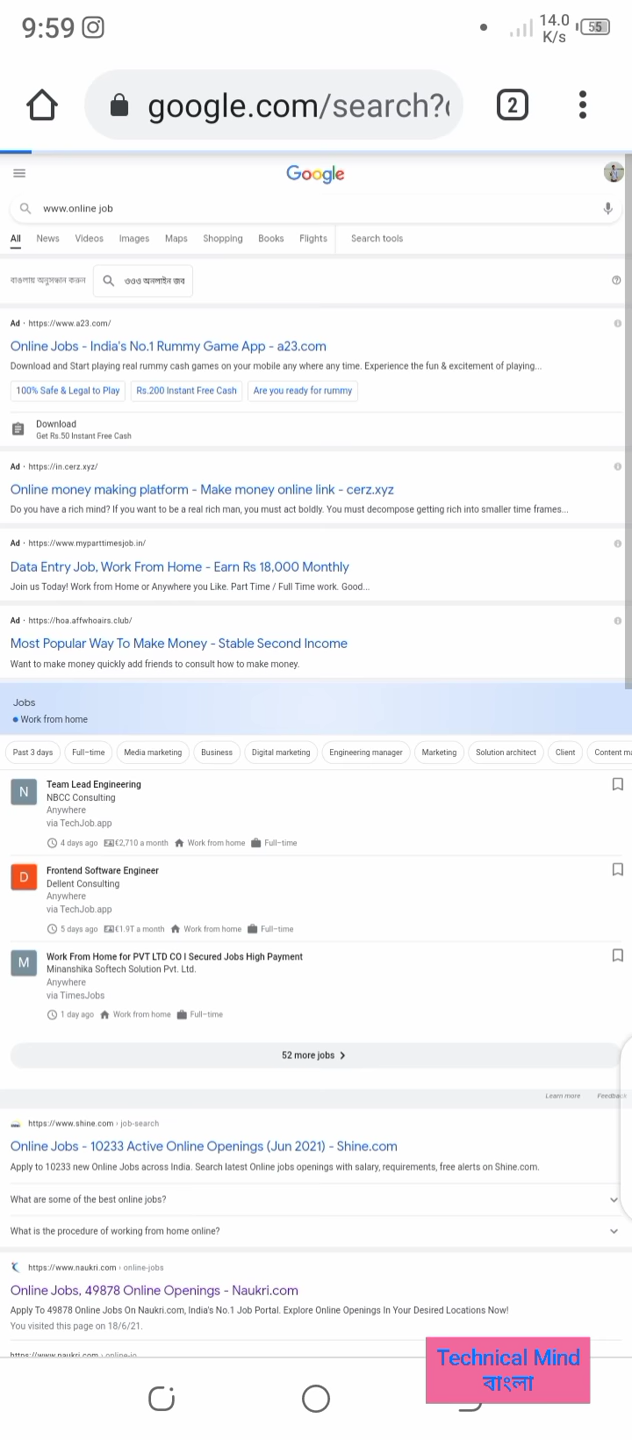 9:59
14.0
K/s
55
google.com/search?
2
Google
www.online job
All News Videos Images Maps Shopping Books Flights Search tools
বাঙলায় অনুসন্ধান করুন
ওওও অনলাইন জব
Ad · https://www.a23.com/
Online Jobs - India's No.1 Rummy Game App - a23.com
Download and Start playing real rummy cash games on your mobile any where any time. Experience the fun & excitement of playing...
100% Safe & Legal to Play Rs.200 Instant Free Cash Are you ready for rummy
Download
Get Rs.50 Instant Free Cash
Ad · https://in.cerz.xyz/
Online money making platform - Make money online link - cerz.xyz
Do you have a rich mind? If you want to be a real rich man, you must act boldly. You must decompose getting rich into smaller time frames...
Ad · https://www.myparttimesjob.in/
Data Entry Job, Work From Home - Earn Rs 18,000 Monthly
Join us Today! Work from Home or Anywhere you Like. Part Time / Full Time work. Good...
Ad · https://hoa.affwhoairs.club/
Most Popular Way To Make Money - Stable Second Income
Want to make money quickly add friends to consult how to make money.
Jobs
Work from home
Past 3 days Full-time Media marketing Business Digital marketing Engineering manager Marketing Solution architect Client Content ma
N
Team Lead Engineering
NBCC Consulting
Anywhere
via TechJob.app
4 days ago €2,710 a month Work from home Full-time
D
Frontend Software Engineer
Dellent Consulting
Anywhere
via TechJob.app
5 days ago €1.9T a month Work from home Full-time
M
Work From Home for PVT LTD CO I Secured Jobs High Payment
Minanshika Softech Solution Pvt. Ltd.
Anywhere
via TimesJobs
1 day ago Work from home Full-time
52 more jobs
Learn more Feedback
https://www.shine.com › job-search
Online Jobs - 10233 Active Online Openings (Jun 2021) - Shine.com
Apply to 10233 new Online Jobs across India. Search latest Online jobs openings with salary, requirements, free alerts on Shine.com.
What are some of the best online jobs?
What is the procedure of working from home online?
https://www.naukri.com › online-jobs
Online Jobs, 49878 Online Openings - Naukri.com
Apply To 49878 Online Jobs On Naukri.com, India's No.1 Job Portal. Explore Online Openings In Your Desired Locations Now!
You visited this page on 18/6/21.
https://www.naukri.com › online-jo
Technical Mind
বাংলা